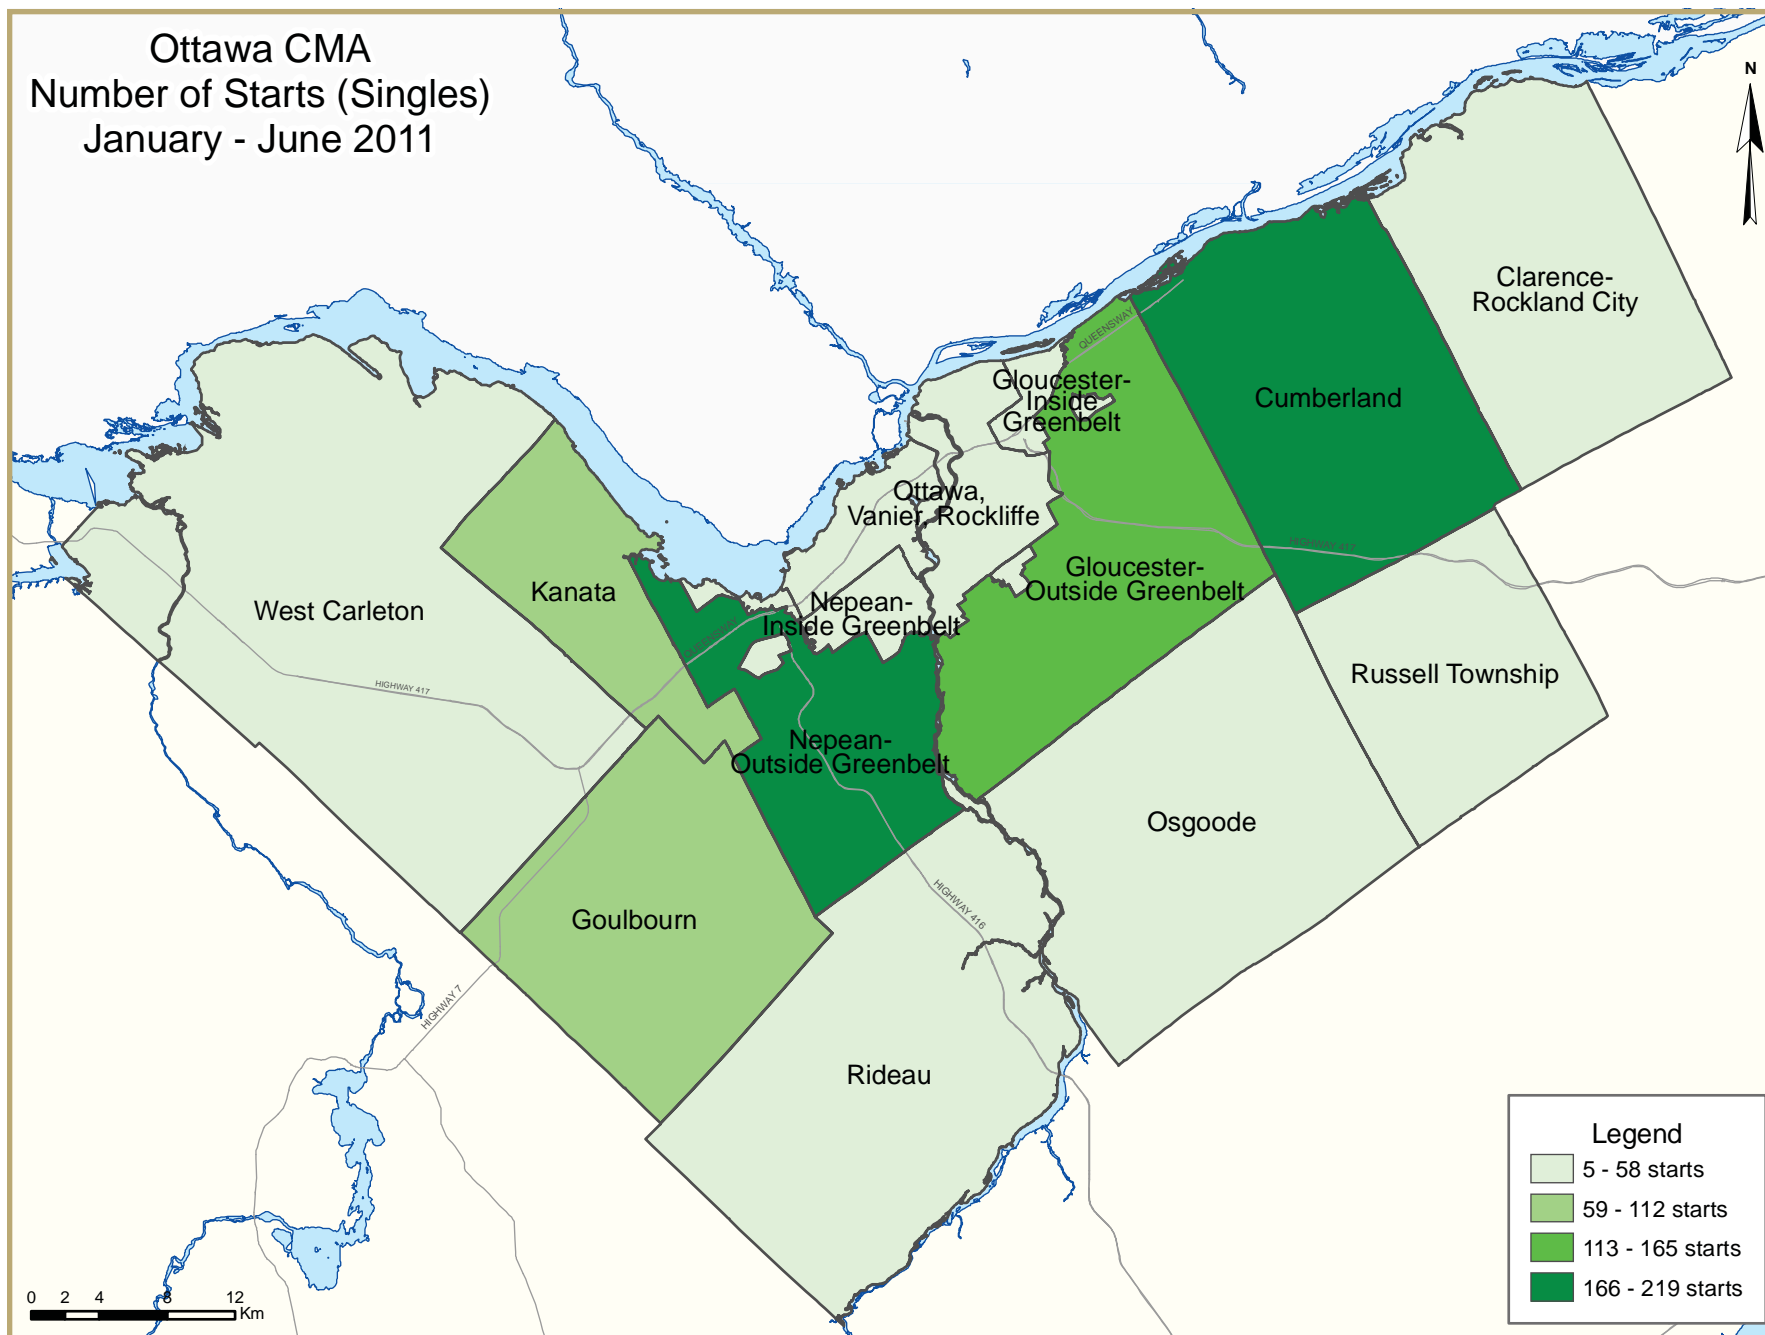 Ottawa CMA
Number of Starts (Singles)
January - June 2011
N
Clarence-
Rockland City
QUEENSWAY
Gloucester-
Inside
Greenbelt
Cumberland
Ottawa,
Vanier, Rockliffe
HIGHWAY 417
Gloucester-
Outside Greenbelt
Kanata
West Carleton
Nepean-
Inside Greenbelt
QUEENSWAY
Russell Township
HIGHWAY 417
Nepean-
Outside Greenbelt
Osgoode
HIGHWAY 416
Goulbourn
HIGHWAY 7
Rideau
Legend
5 - 58 starts
59 - 112 starts
113 - 165 starts
166 - 219 starts
0 2 4 8 12
Km